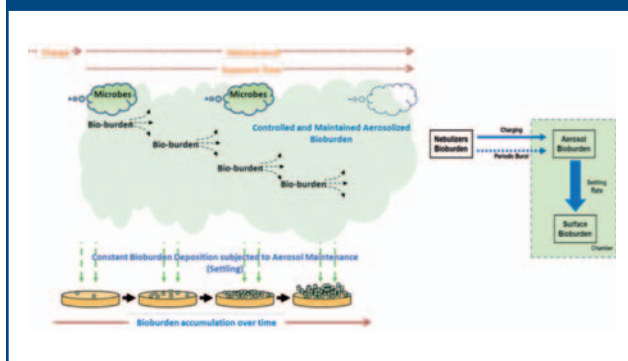 Charge
Maintenance
Exposure Time
Microbes
Microbes
Bio-burden
Bio-burden
Bio-burden
Bio-burden
Controlled and Maintained Aerosolized
Bioburden
Constant Bioburden Deposition subjected to Aerosol Maintenance
(Settling)
Bioburden accumulation over time
Nebulizers
Bioburden
Charging
Periodic Burst
Aerosol
Bioburden
Settling
Rate
Surface
Bioburden
Chamber